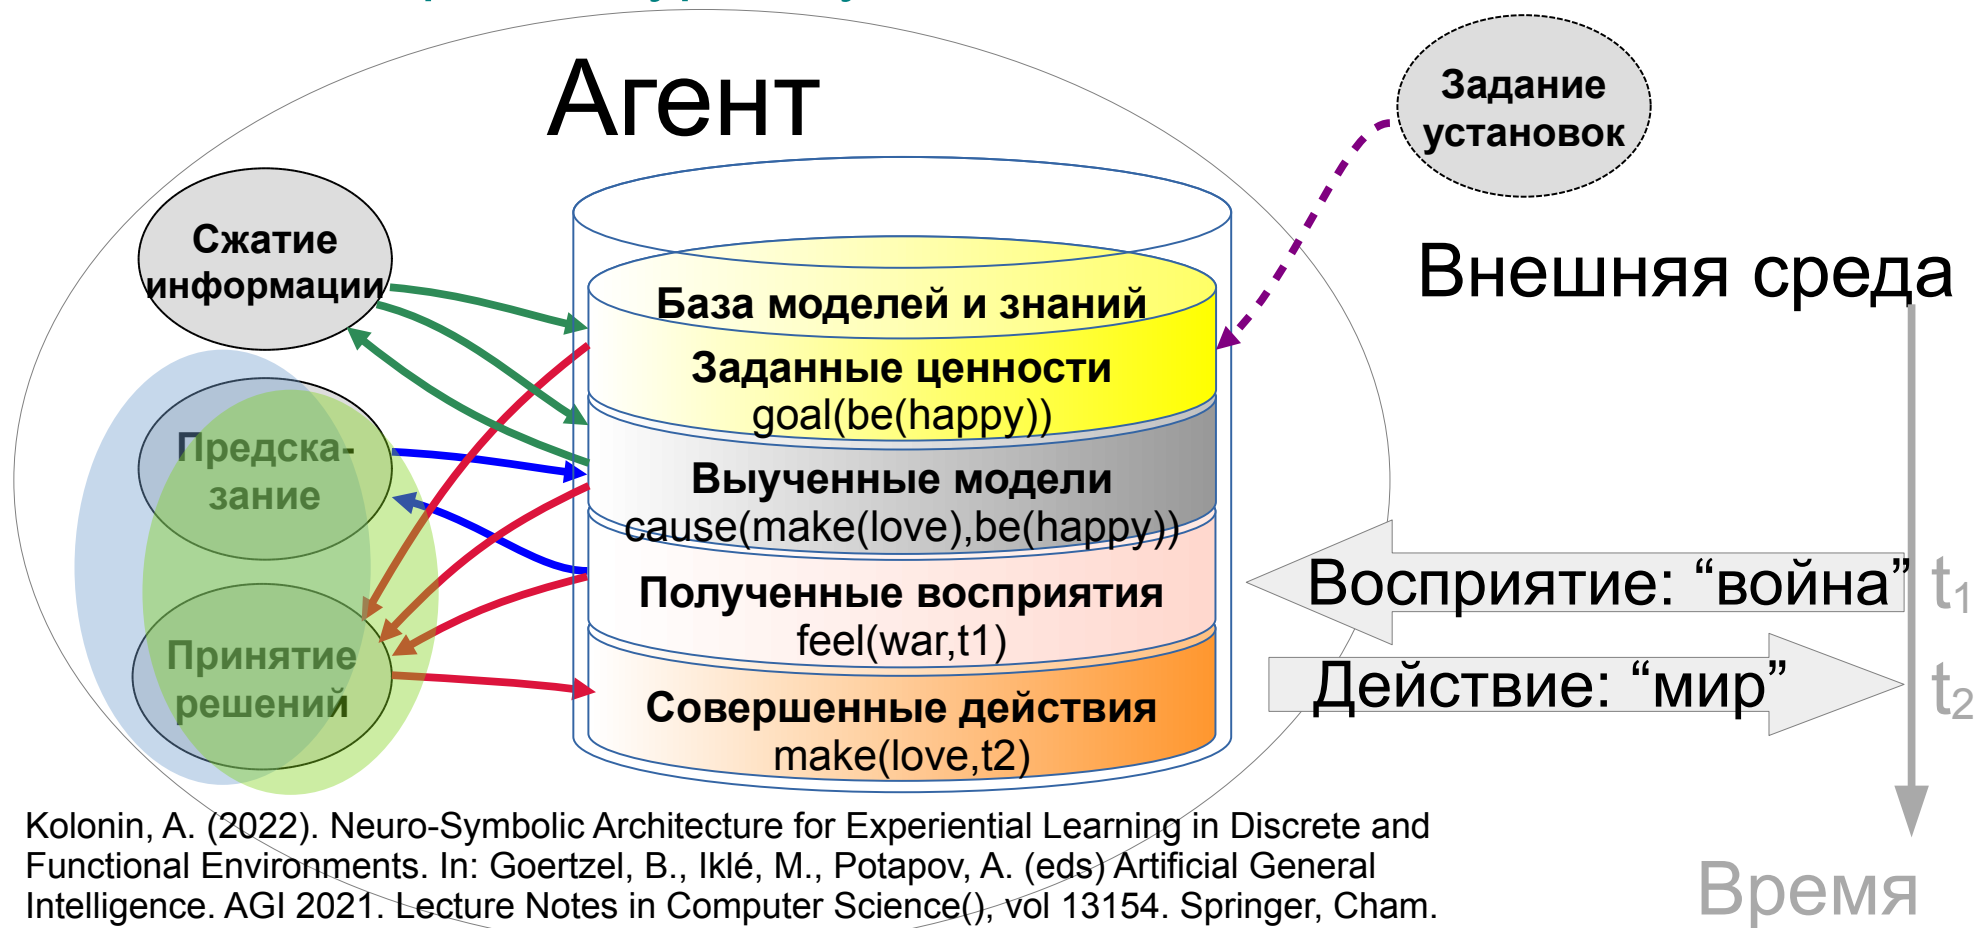 Агент
Задание
установок
Сжатие
информации
Внешняя среда
База моделей и знаний
Заданные ценности
goal(be(happy))
Предска-
зание
Выученные модели
cause(make(love),be(happy))
Полученные восприятия
feel(war,t1)
Восприятие: “война”
t1
Принятие
решений
Совершенные действия
make(love,t2)
Действие: “мир”
t2
Время
Kolonin, A. (2022). Neuro-Symbolic Architecture for Experiential Learning in Discrete and
Functional Environments. In: Goertzel, B., Iklé, M., Potapov, A. (eds) Artificial General
Intelligence. AGI 2021. Lecture Notes in Computer Science(), vol 13154. Springer, Cham.